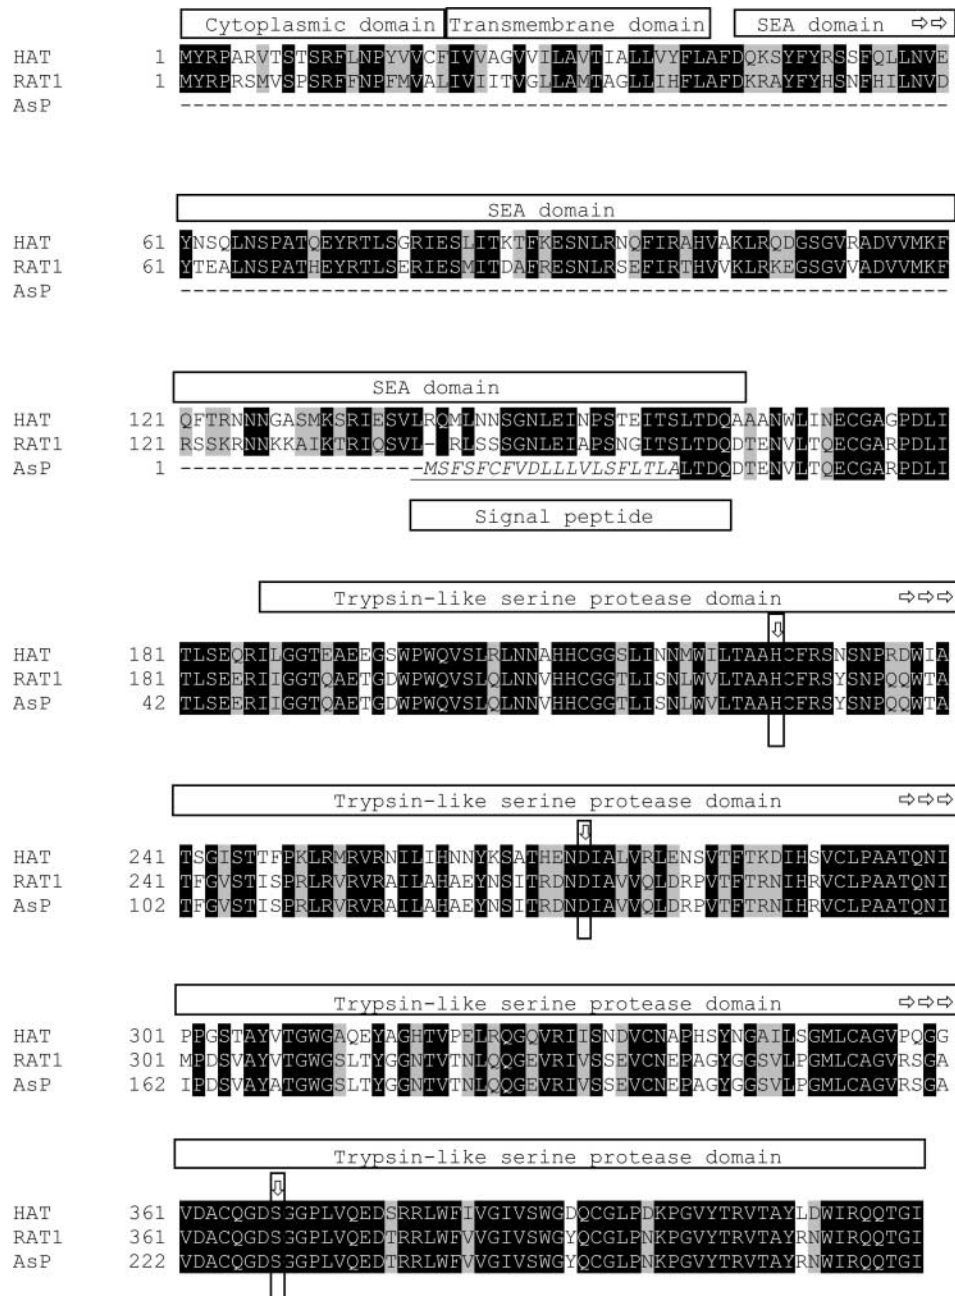 Cytoplasmic domain Transmembrane domain SEA domain ⇨⇨
HAT 1 MYRPARVTSTSRFLNPYVVCFIVVAGVVILAVTIALLVYFLAFDQKSYFYRSSFQLLNVE
RAT1 1 MYRPRSMVSPSRFFNPFMVALIVIITVGLLAMTAGLLIHFLAFDKRAYFYHSNFHILNVD
AsP ------------------------------------------------------------
SEA domain
HAT 61 YNSQLNSPATQEYRTLSGRIESLITKTFKESNLRNQFIRAHVAKLRQDGSGVRADVVMKF
RAT1 61 YTEALNSPATHEYRTLSERIESMITDAFRESNLRSEFIRTHVVKLRKEGSGVVADVVMKF
AsP ------------------------------------------------------------
SEA domain
HAT 121 QFTRNNNGASMKSRIESVLRQMLNNSGNLEINPSTEITSLTDQAAANWLINECGAGPDLI
RAT1 121 RSSKRNNKKAIKTRIQSVL-RLSSSGNLEIAPSNGITSLTDQDTENVLTQECGARPDLI
AsP 1 -------------------MSFSFCFVDLLLVLSFLTLALTDQDTENVLTQECGARPDLI
Signal peptide
Trypsin-like serine protease domain ⇨⇨⇨
⇩
HAT 181 TLSEQRILGGTEAEEGSWPWQVSLRLNNAHHCGGSLINNMWILTAAHCFRSNSNPRDWIA
RAT1 181 TLSEERIIGGTQAETGDWPWQVSLQLNNVHHCGGTLISNLWVLTAAHCFRSYSNPQQWTA
AsP 42 TLSEERIIGGTQAETGDWPWQVSLQLNNVHHCGGTLISNLWVLTAAHCFRSYSNPQQWTA
Trypsin-like serine protease domain ⇨⇨⇨
⇩
HAT 241 TSGISTTFPKLRMRVRNILIHNNYKSATHENDIALVRLENSVTFTKDIHSVCLPAATQNI
RAT1 241 TFGVSTISPRLRVRVRAILAHAEYNSITRDNDIAVVQLDRPVTFTRNIHRVCLPAATQNI
AsP 102 TFGVSTISPRLRVRVRAILAHAEYNSITRDNDIAVVQLDRPVTFTRNIHRVCLPAATQNI
Trypsin-like serine protease domain ⇨⇨⇨
HAT 301 PPGSTAYVTGWGAQEYAGHTVPELRQGQVRIISNDVCNAPHSYNGAILSGMLCAGVPQGG
RAT1 301 MPDSVAYVTGWGSLTYGGNTVTNLQQGEVRIVSSEVCNEPAGYGGSVLPGMLCAGVRSGA
AsP 162 IPDSVAYATGWGSLTYGGNTVTNLQQGEVRIVSSEVCNEPAGYGGSVLPGMLCAGVRSGA
Trypsin-like serine protease domain
⇩
HAT 361 VDACQGDSGGPLVQEDSRRLWFIVGIVSWGDQCGLPDKPGVYTRVTAYLDWIRQQTGI
RAT1 361 VDACQGDSGGPLVQEDTRRLWFVVGIVSWGYQCGLPNKPGVYTRVTAYRNWIRQQTGI
AsP 222 VDACQGDSGGPLVQEDTRRLWFVVGIVSWGYQCGLPNKPGVYTRVTAYRNWIRQQTGI